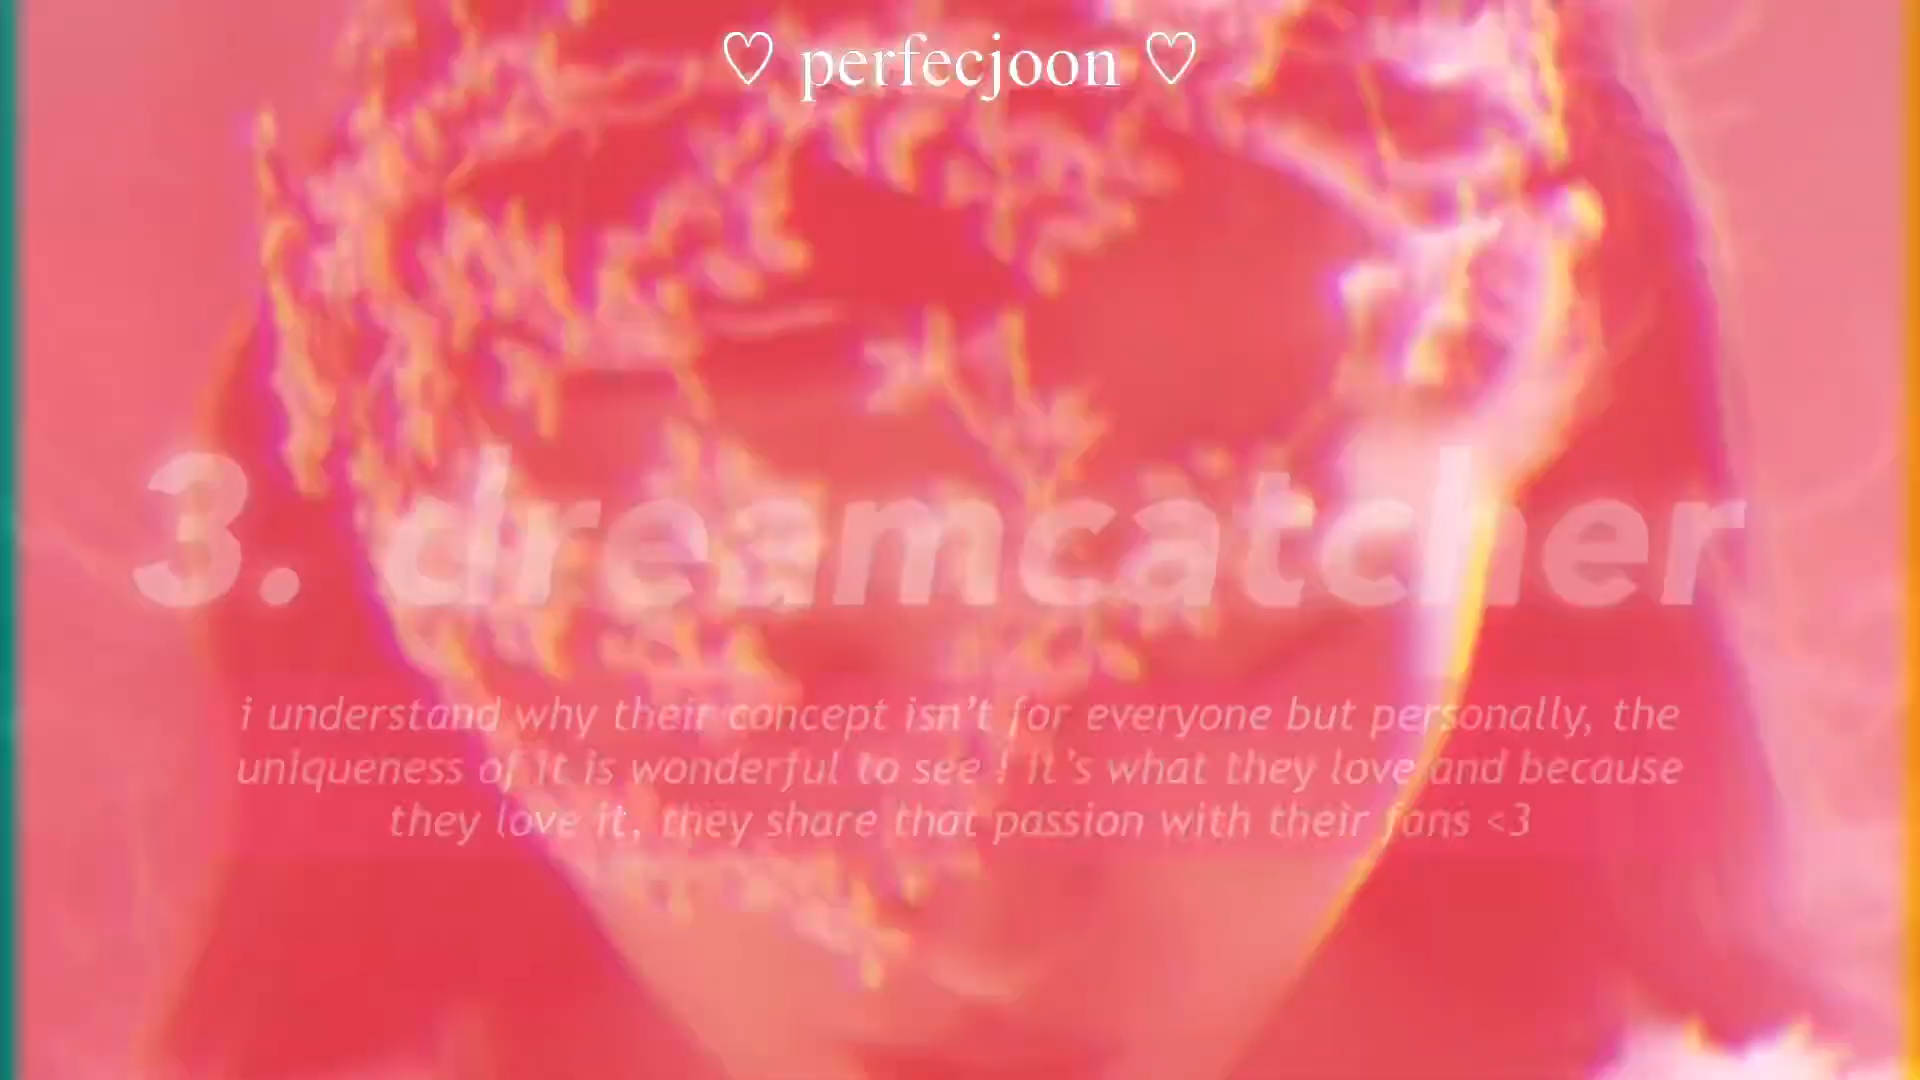 ♡ perfecjoon ♡
3. dreamcatcher
i understand why their concept isn't for everyone but personally, the
uniqueness of it is wonderful to see ! it's what they love and because
they love it, they share that passion with their fans <3